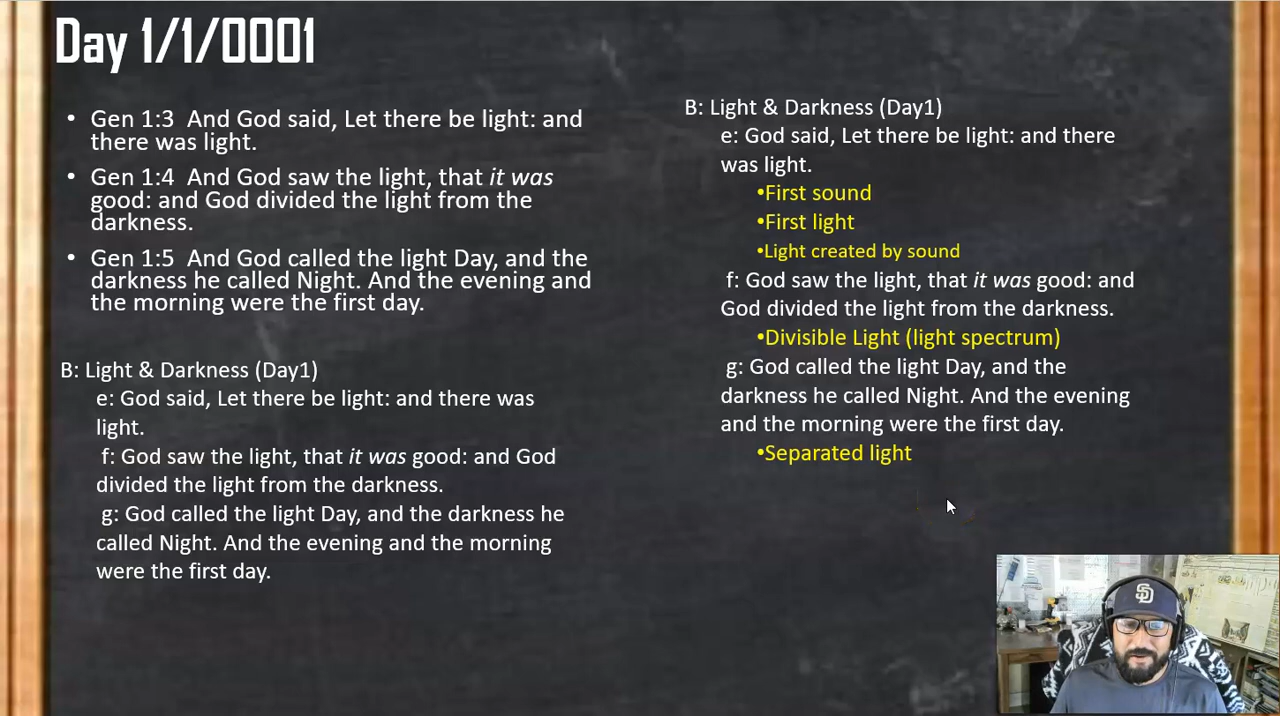 Day 1/1/0001
• Gen 1:3  And God said, Let there be light: and
there was light.
• Gen 1:4  And God saw the light, that it was
good: and God divided the light from the
darkness.
• Gen 1:5  And God called the light Day, and the
darkness he called Night. And the evening and
the morning were the first day.
B: Light & Darkness (Day1)
e: God said, Let there be light: and there was
light.
f: God saw the light, that it was good: and God
divided the light from the darkness.
g: God called the light Day, and the darkness he
called Night. And the evening and the morning
were the first day.
B: Light & Darkness (Day1)
e: God said, Let there be light: and there
was light.
•First sound
•First light
•Light created by sound
f: God saw the light, that it was good: and
God divided the light from the darkness.
•Divisible Light (light spectrum)
g: God called the light Day, and the
darkness he called Night. And the evening
and the morning were the first day.
•Separated light
SD